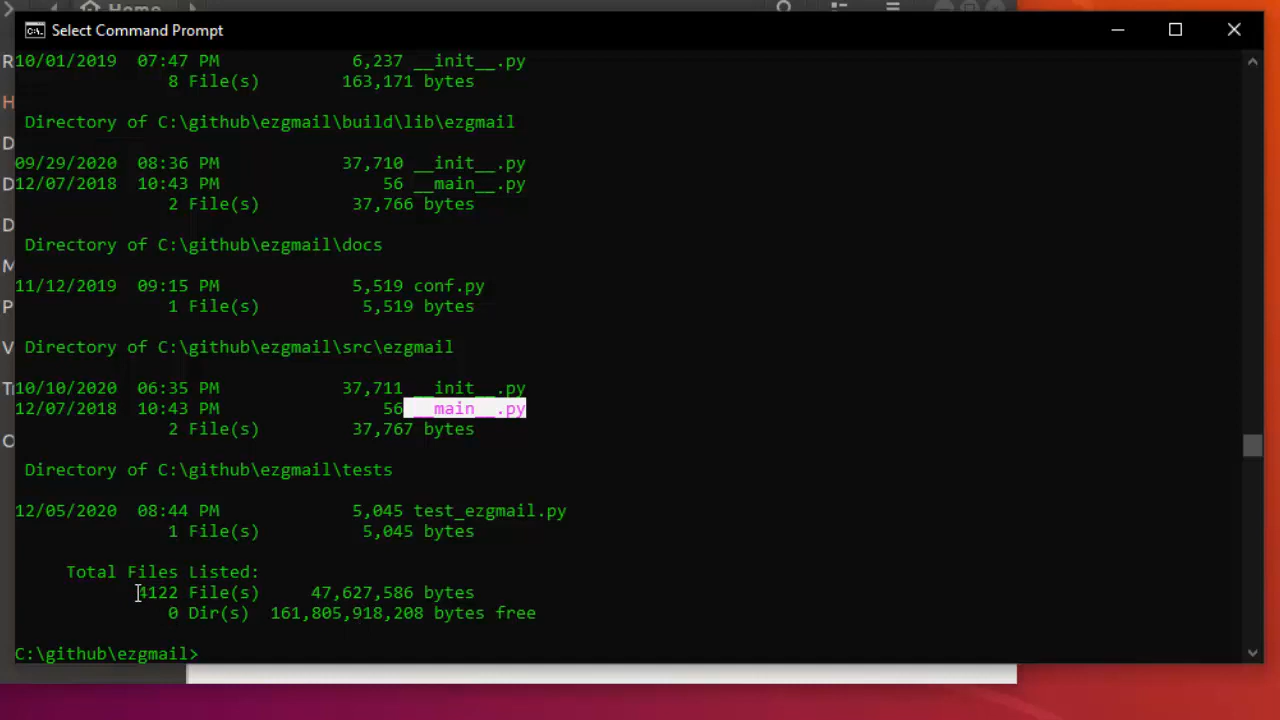 Home
Select Command Prompt
10/01/2019  07:47 PM             6,237 __init__.py
               8 File(s)        163,171 bytes
 Directory of C:\github\ezgmail\build\lib\ezgmail
09/29/2020  08:36 PM            37,710 __init__.py
12/07/2018  10:43 PM                56 __main__.py
               2 File(s)         37,766 bytes
 Directory of C:\github\ezgmail\docs
11/12/2019  09:15 PM             5,519 conf.py
               1 File(s)          5,519 bytes
 Directory of C:\github\ezgmail\src\ezgmail
10/10/2020  06:35 PM            37,711 __init__.py
12/07/2018  10:43 PM                56 __main__.py
               2 File(s)         37,767 bytes
 Directory of C:\github\ezgmail\tests
12/05/2020  08:44 PM             5,045 test_ezgmail.py
               1 File(s)          5,045 bytes
     Total Files Listed:
            4122 File(s)     47,627,586 bytes
               0 Dir(s)  161,805,918,208 bytes free
C:\github\ezgmail>